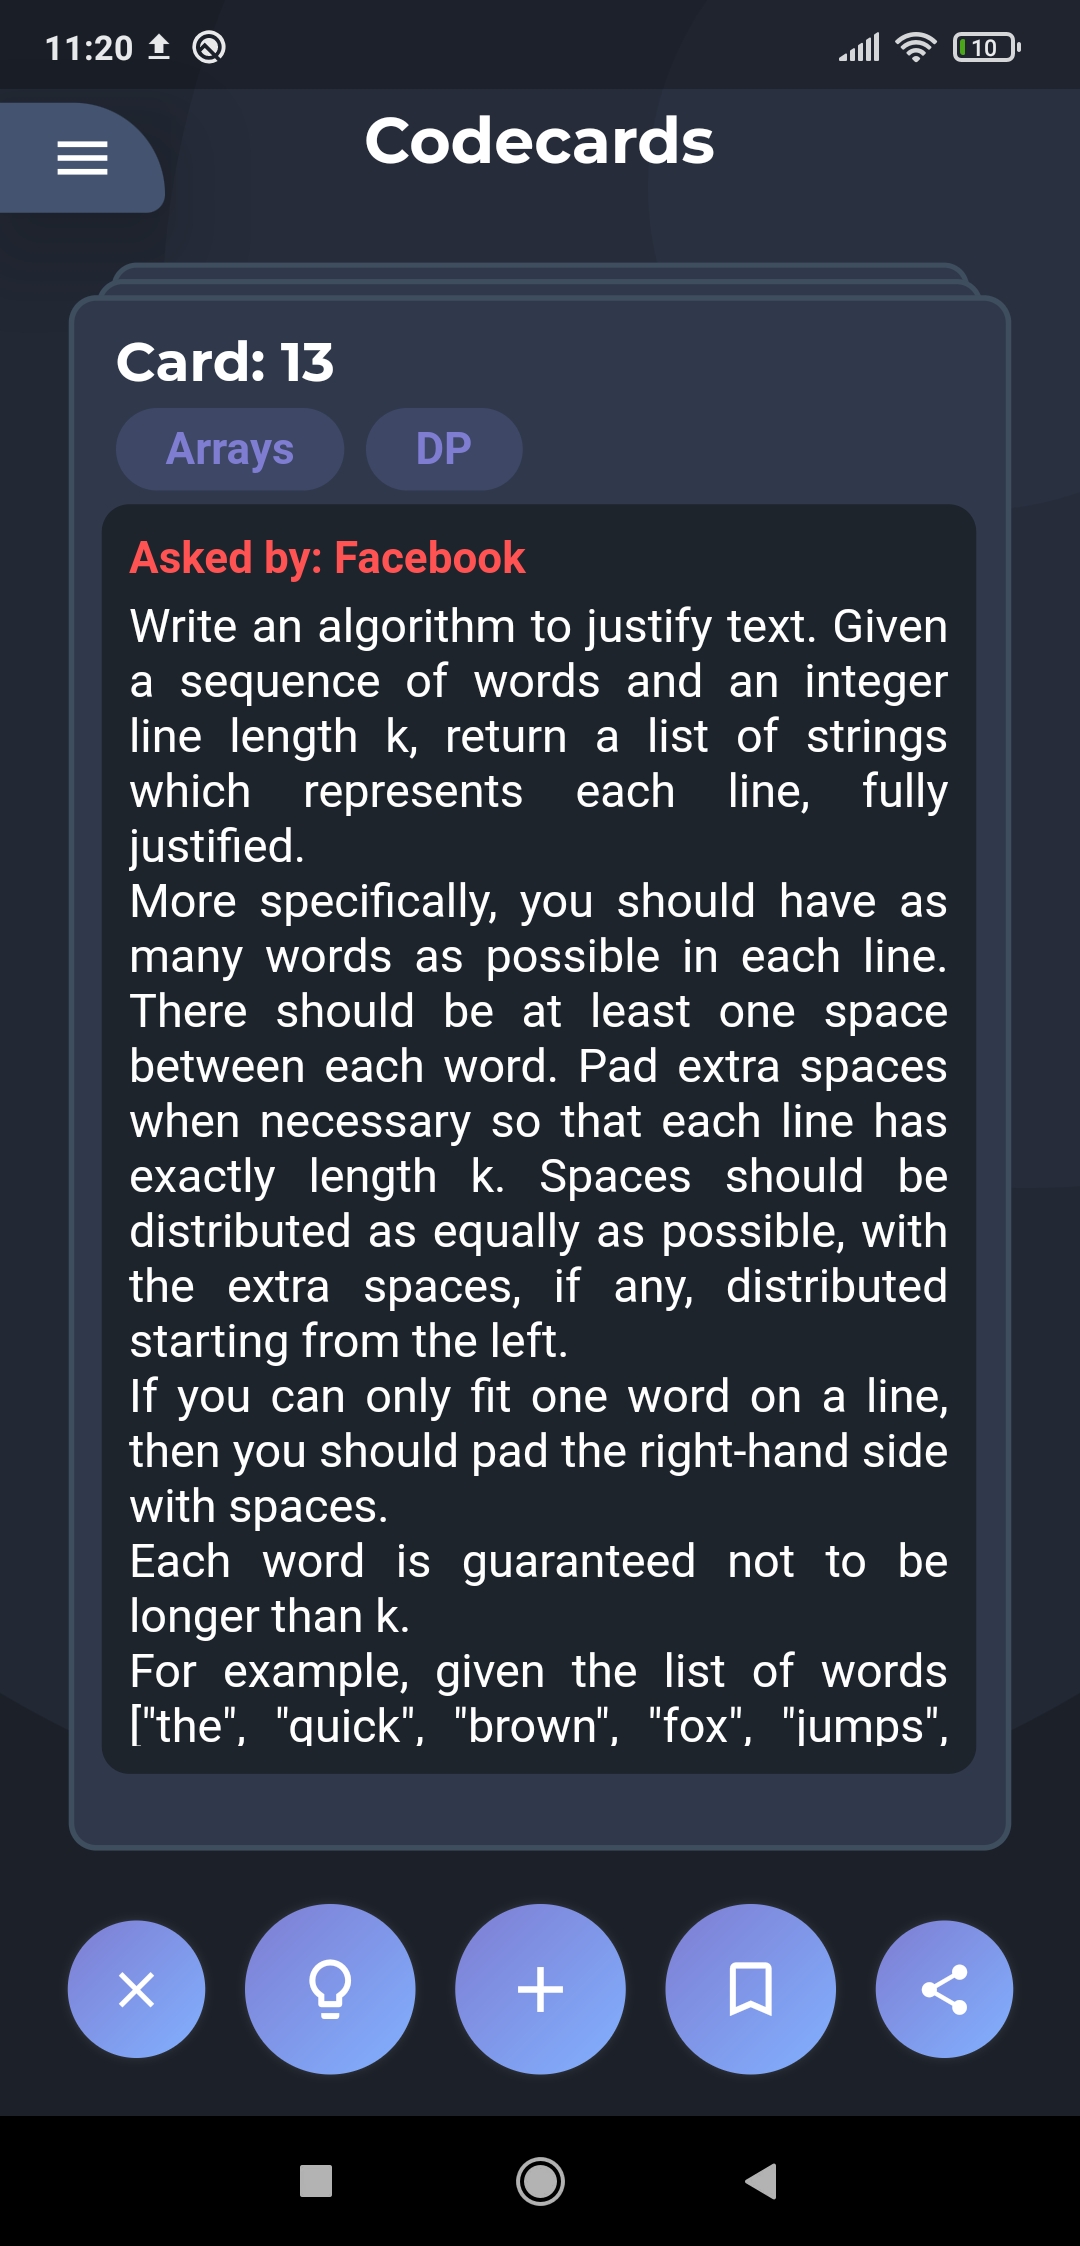 11:20
10
Codecards
Card: 13
Arrays DP
Asked by: Facebook
Write an algorithm to justify text. Given
a sequence of words and an integer
line length k, return a list of strings
which represents each line, fully
justified.
More specifically, you should have as
many words as possible in each line.
There should be at least one space
between each word. Pad extra spaces
when necessary so that each line has
exactly length k. Spaces should be
distributed as equally as possible, with
the extra spaces, if any, distributed
starting from the left.
If you can only fit one word on a line,
then you should pad the right-hand side
with spaces.
Each word is guaranteed not to be
longer than k.
For example, given the list of words
["the", "quick", "brown", "fox", "jumps",